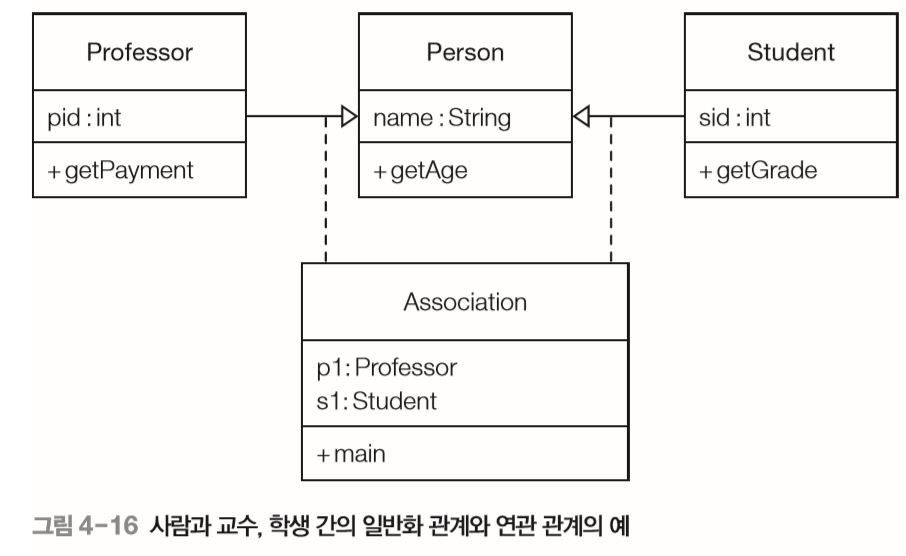 Professor
pid : int
+ getPayment
Person
name : String
+ getAge
Student
sid : int
+ getGrade
Association
p1: Professor
s1: Student
+ main
그림 4-16 사람과 교수, 학생 간의 일반화 관계와 연관 관계의 예